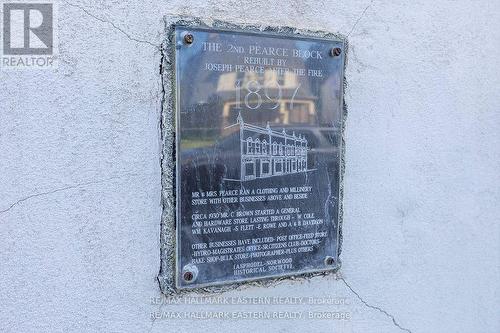 R
REALTOR®
THE 2ND. PEARCE BLOCK
REBUILT BY
JOSEPH PEARCE AFTER THE FIRE
1897
MR & MRS PEARCE RAN A CLOTHING AND MILLINERY
STORE WITH OTHER BUSINESSES ABOVE AND BESIDE
CIRCA 1930 MR. C BROWN STARTED A GENERAL
AND HARDWARE STORE LASTING THROUGH - W COLE
WM KAVANAGH -S FLETT -E ROWE AND A & B DAVIDSON
OTHER BUSINESSES HAVE INCLUDED- POST OFFICE-FEED STORE
-HYDRO-MAGISTRATES OFFICE-SR.CITIZENS CLUB-DOCTORS-
BAKE SHOP-BULK STORE-PHOTOGRAPHER-PLUS OTHERS
(ASPHODEL-NORWOOD
HISTORICAL SOCIETY)
RE/MAX HALLMARK EASTERN REALTY, Brokerage
RE/MAX HALLMARK EASTERN REALTY, Brokerage